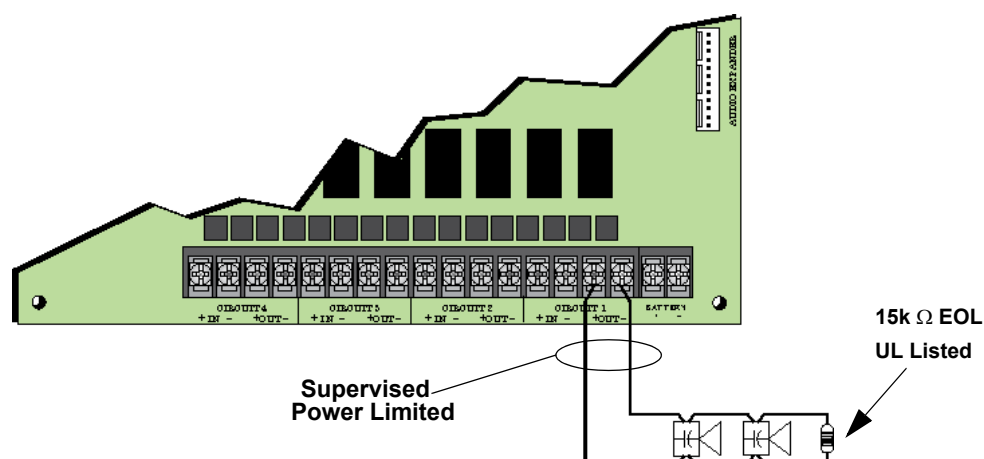 AUDIO EXPANDER
CIRCUIT 4 CIRCUIT 3 CIRCUIT 2 CIRCUIT 1 BATTERY
+ IN - +OUT- + IN - +OUT- + IN - +OUT- + IN - +OUT- + -
15k Ω EOL
UL Listed
Supervised
Power Limited